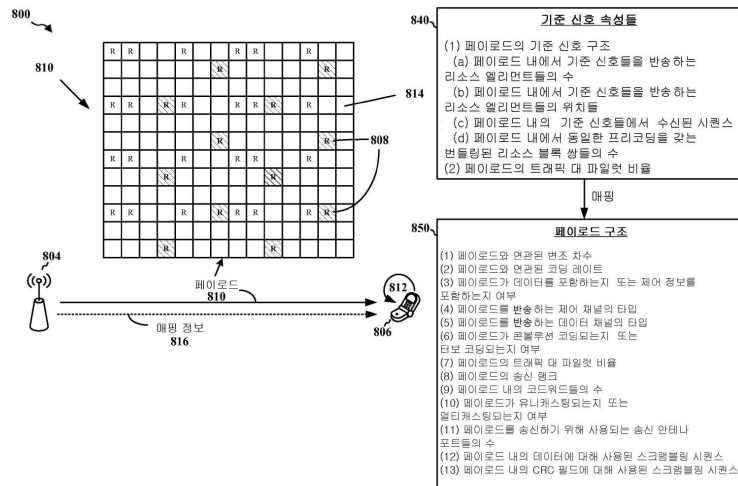 800
810
R R R R R R R
R R
R R R R R R R R R
814
R R
808
R R R R R R R
R R
R R R R R R R R R
R R
804
페이로드
810
812
매핑 정보
816
806
840
기준 신호 속성들
(1) 페이로드의 기준 신호 구조
(a) 페이로드 내에서 기준 신호들을 반송하는
리소스 엘리먼트들의 수
(b) 페이로드 내에서 기준 신호들을 반송하는
리소스 엘리먼트들의 위치들
(c) 페이로드 내의 기준 신호들에서 수신된 시퀀스
(d) 페이로드 내에서 동일한 프리코딩을 갖는
번들링된 리소스 블록 쌍들의 수
(2) 페이로드의 트래픽 대 파일럿 비율
매핑
850
페이로드 구조
(1) 페이로드와 연관된 변조 차수
(2) 페이로드와 연관된 코딩 레이트
(3) 페이로드가 데이터를 포함하는지 또는 제어 정보를
포함하는지 여부
(4) 페이로드를 반송하는 제어 채널의 타입
(5) 페이로드를 반송하는 데이터 채널의 타입
(6) 페이로드가 콘볼루션 코딩되는지 또는
터보 코딩되는지 여부
(7) 페이로드의 트래픽 대 파일럿 비율
(8) 페이로드의 송신 랭크
(9) 페이로드 내의 코드워드들의 수
(10) 페이로드가 유니캐스팅되는지 또는
멀티캐스팅되는지 여부
(11) 페이로드를 송신하기 위해 사용되는 송신 안테나
포트들의 수
(12) 페이로드 내의 데이터에 대해 사용된 스크램블링 시퀀스
(13) 페이로드 내의 CRC 필드에 대해 사용된 스크램블링 시퀀스